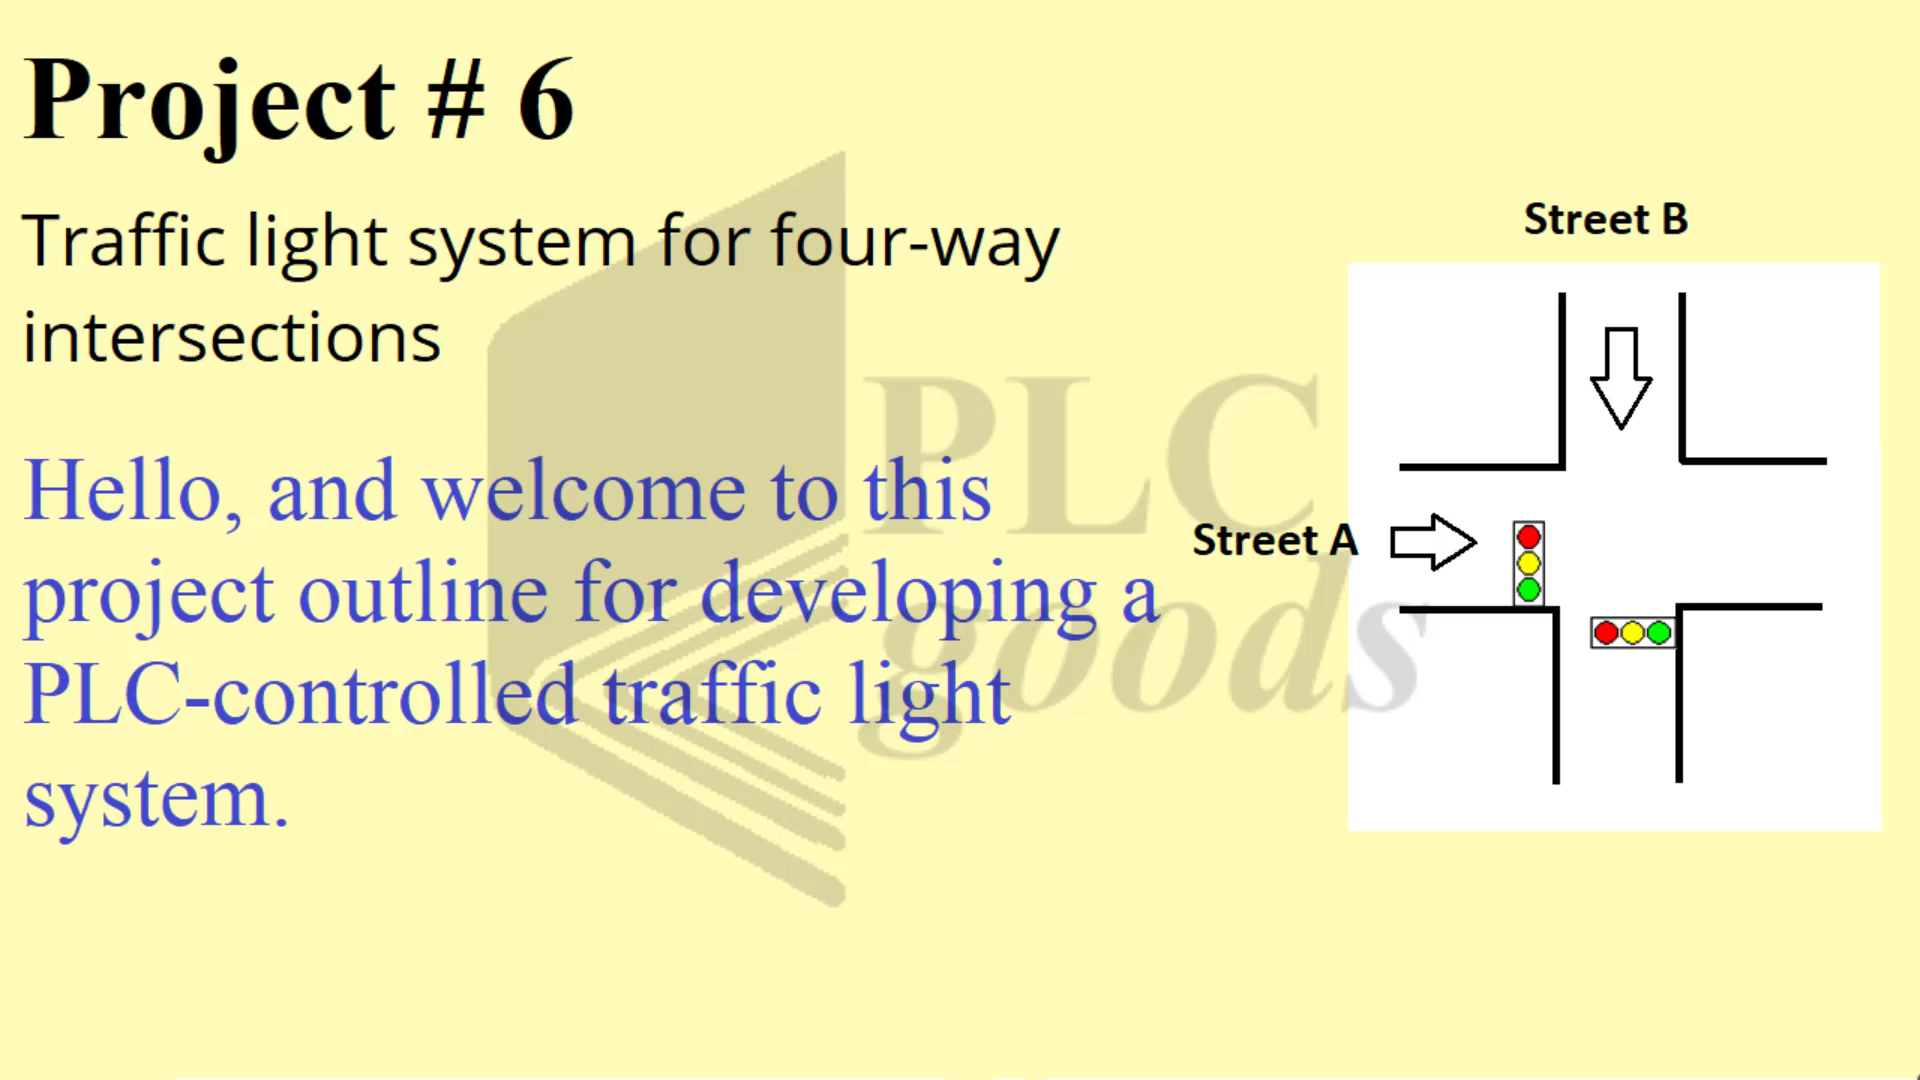 Project # 6
Traffic light system for four-way
intersections
Hello, and welcome to this
project outline for developing a
PLC-controlled traffic light
system.
Street B
Street A
PLC
goods